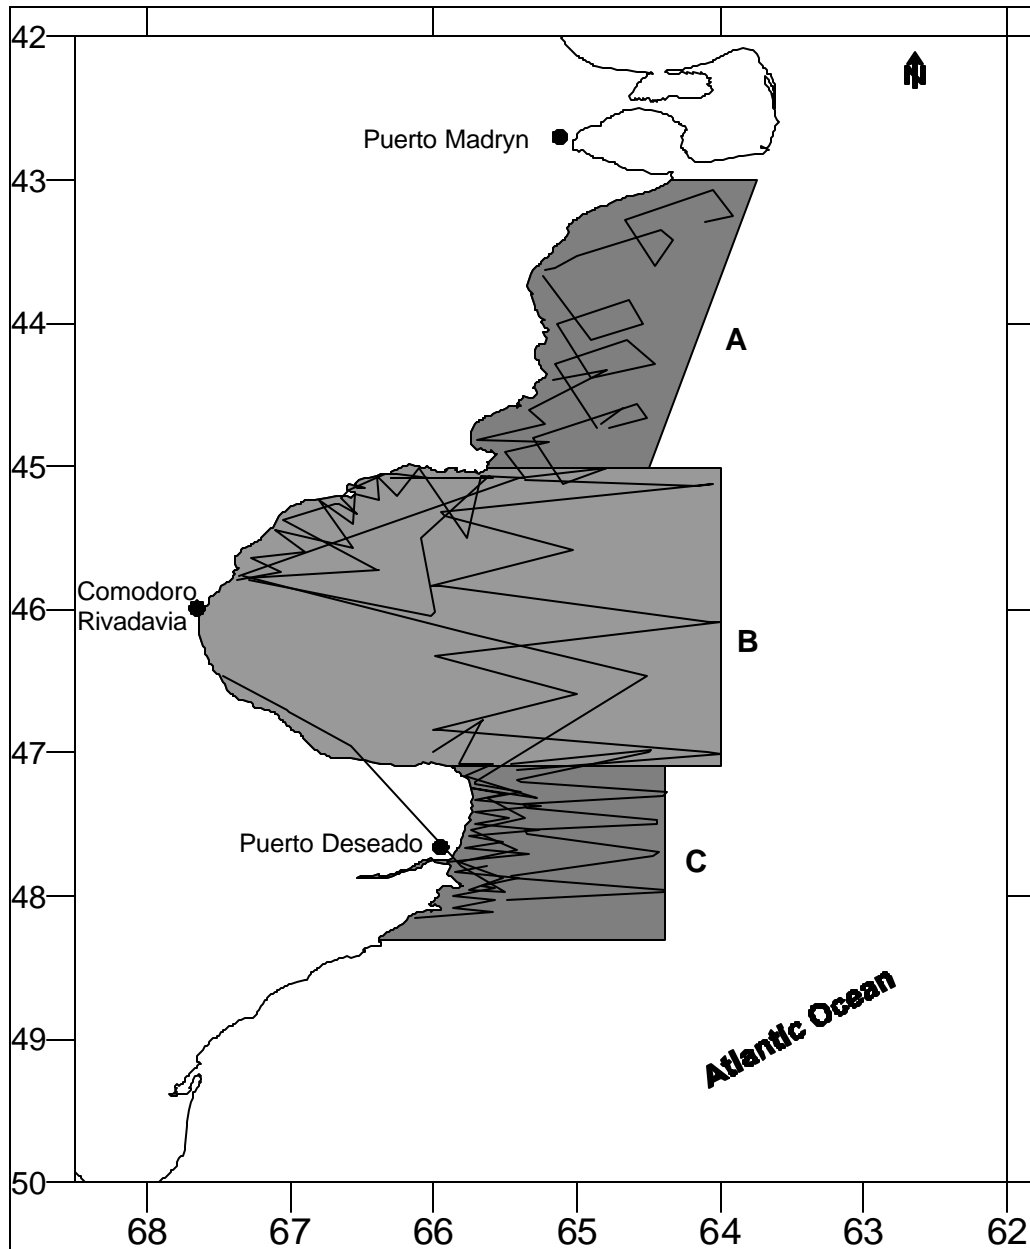 42
N
Puerto Madryn
43
44
A
45
Comodoro
Rivadavia
46
B
47
Puerto Deseado
C
48
49
Atlantic Ocean
50
68 67 66 65 64 63 62